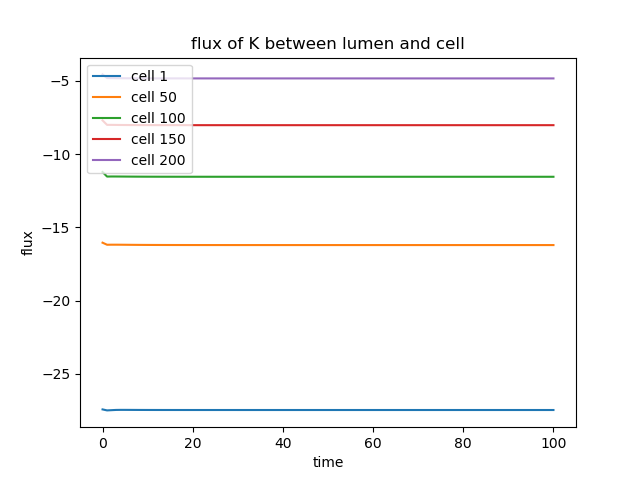 flux of K between lumen and cell
−5
−10
−15
−20
−25
flux
cell 1
cell 50
cell 100
cell 150
cell 200
0 20 40 60 80 100
time